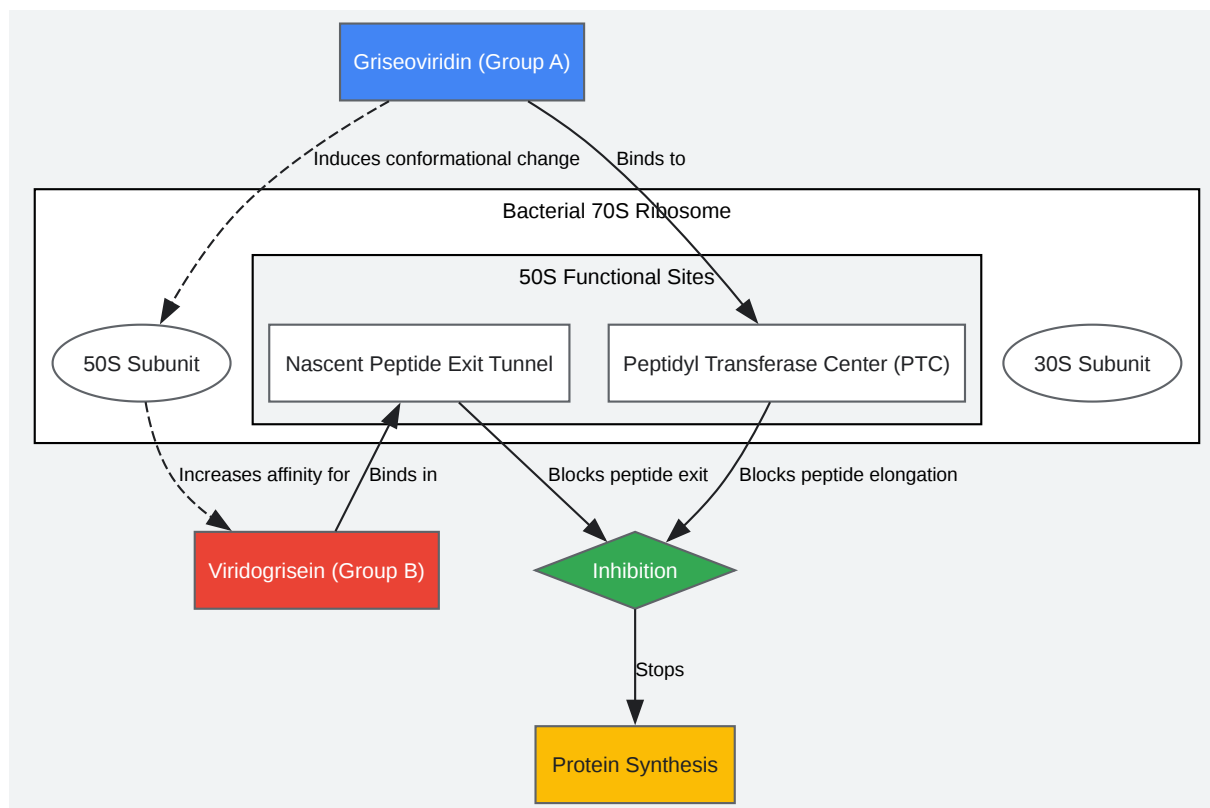 Griseoviridin (Group A)
Induces conformational change
Binds to
Bacterial 70S Ribosome
50S Functional Sites
50S Subunit
Nascent Peptide Exit Tunnel
Peptidyl Transferase Center (PTC)
30S Subunit
Increases affinity for
Binds in
Blocks peptide exit
Blocks peptide elongation
Viridogrisein (Group B)
Inhibition
Stops
Protein Synthesis